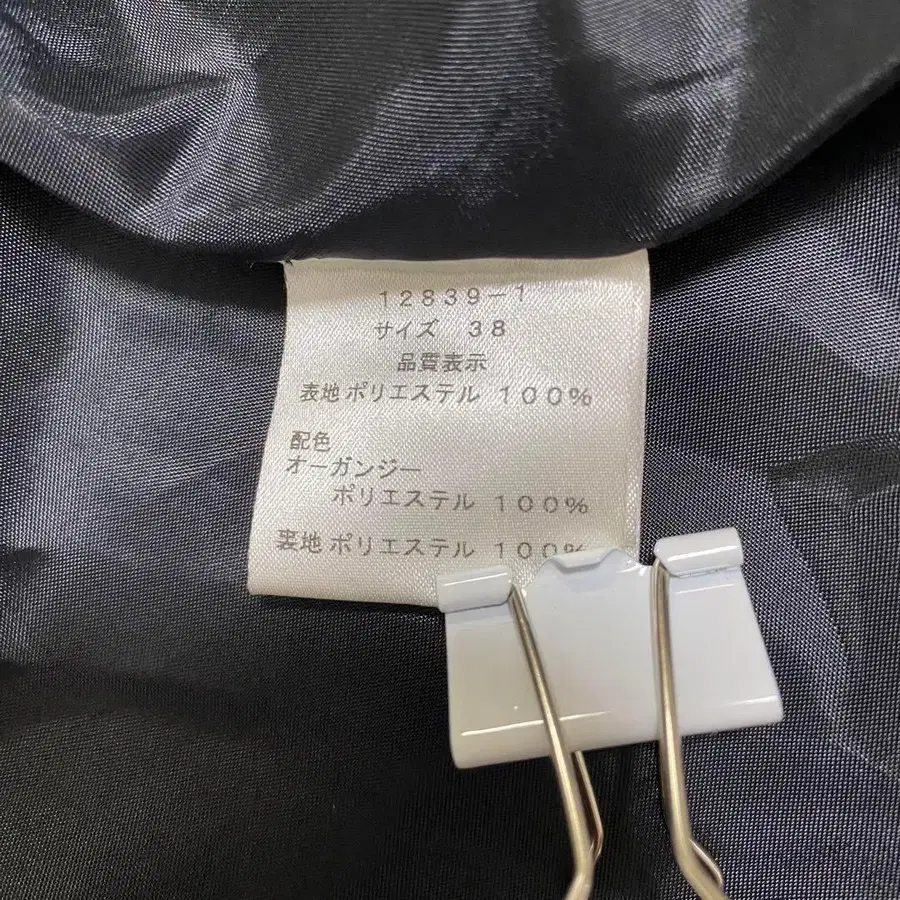 12839-1
サイズ 38
品質表示
表地 ポリエステル 100%
配色
オーガンジー
ポリエステル 100%
裏地 ポリエステル 100%